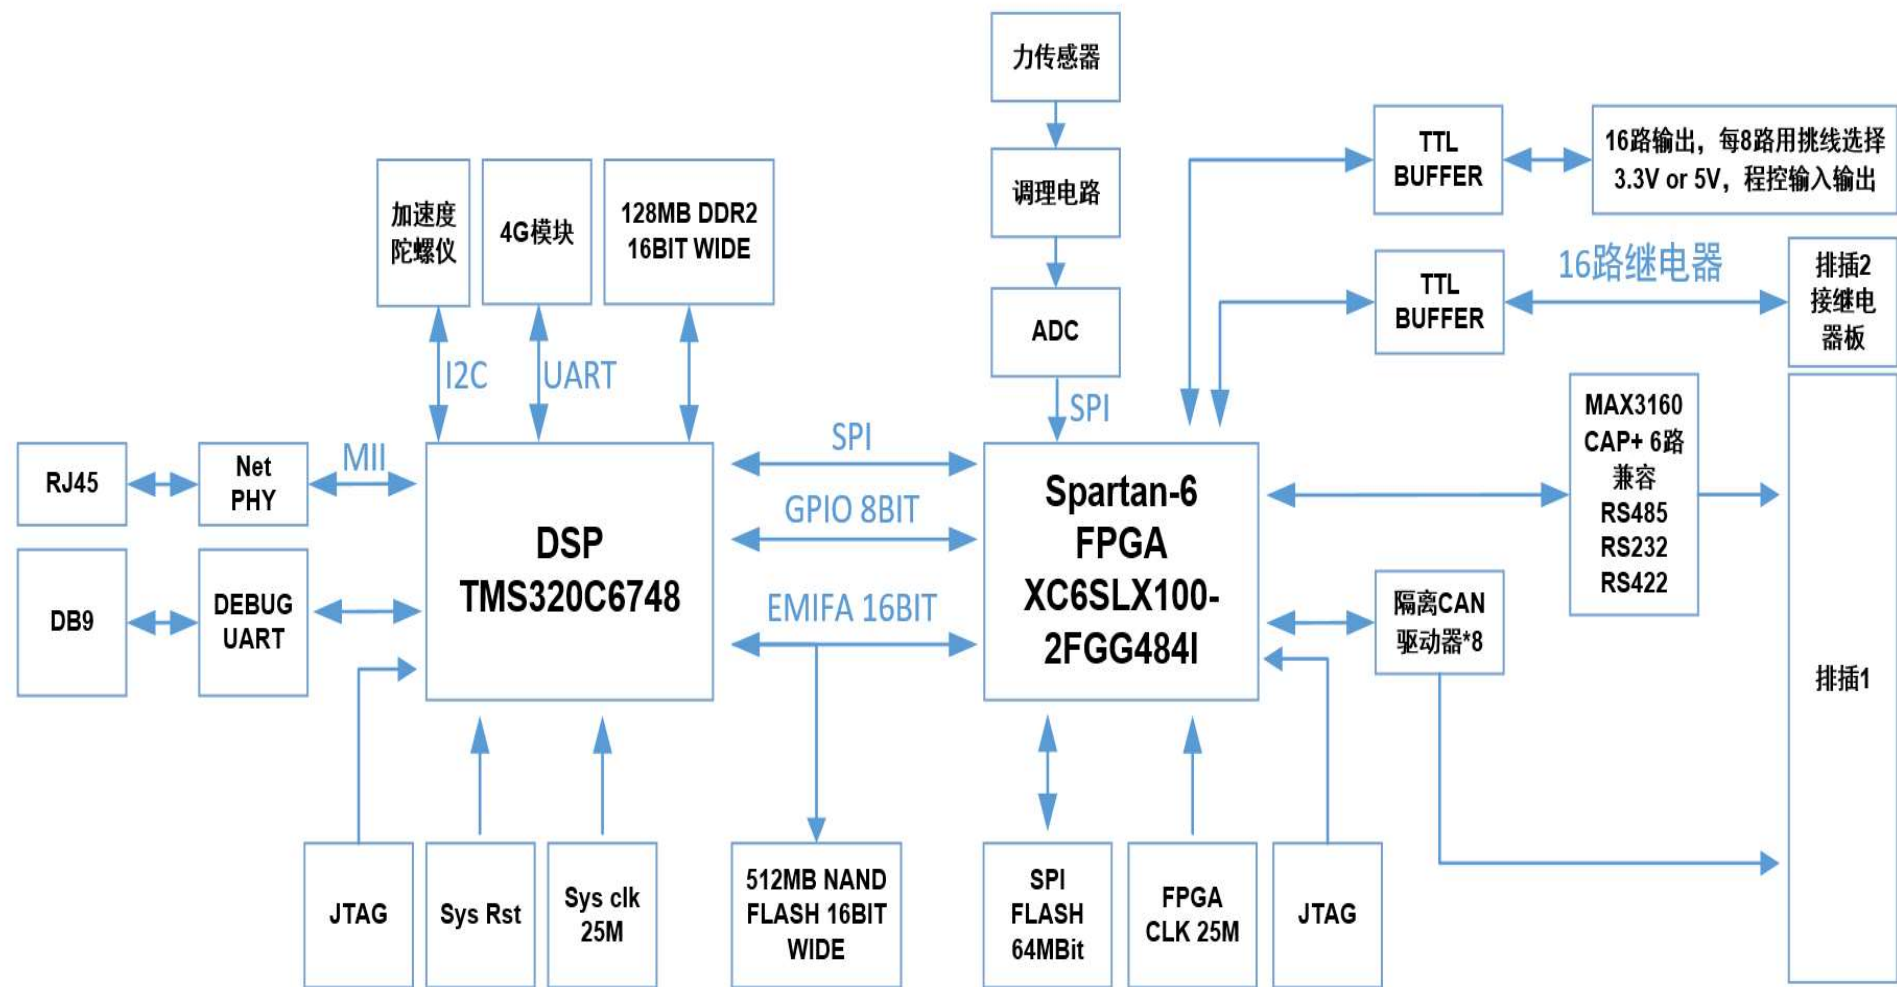 力传感器
调理电路
ADC
SPI
TTL
BUFFER
16路输出，每8路用挑线选择
3.3V or 5V，程控输入输出
TTL
BUFFER
16路继电器
排插2
接继电
器板
加速度
陀螺仪
4G模块
128MB DDR2
16BIT WIDE
I2C
UART
RJ45
Net
PHY
MII
DB9
DEBUG
UART
DSP
TMS320C6748
SPI
GPIO 8BIT
EMIFA 16BIT
Spartan-6
FPGA
XC6SLX100-
2FGG484I
MAX3160
CAP+ 6路
兼容
RS485
RS232
RS422
隔离CAN
驱动器*8
排插1
JTAG
Sys Rst
Sys clk
25M
512MB NAND
FLASH 16BIT
WIDE
SPI
FLASH
64MBit
FPGA
CLK 25M
JTAG